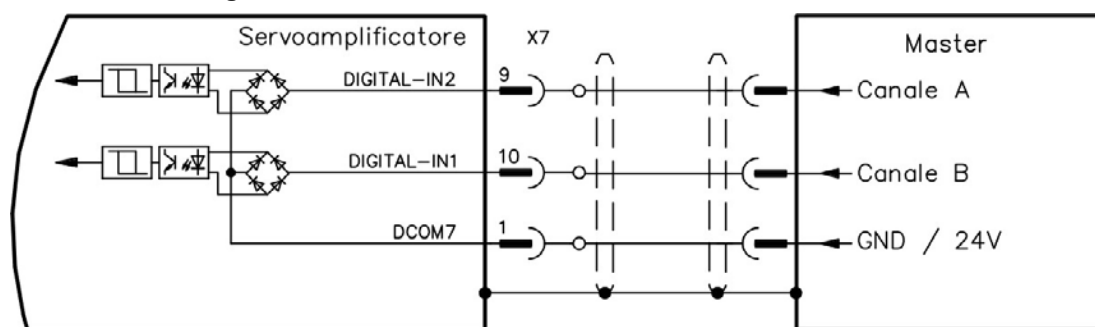 Servoamplificatore
X7
Master
DIGITAL-IN2
9
Canale A
DIGITAL-IN1
10
Canale B
DCOM7
1
GND / 24V